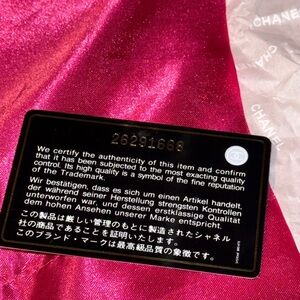 CHANEL
CHANEL
26291668
We certify the authenticity of this item and confirm
that it has been subjected to the most exacting quality
control. Its high quality is a symbol of the fine reputation
of the Trademark.
Wir bestätigen, dass es sich um einen Artikel handelt,
der während seiner Herstellung strengsten Kontrollen
unterworfen war, und dessen erstklassige Qualität
dem hohen Ansehen unserer Marke entspricht.
この製品は厳しい管理のもとに製造されたシャネル
社の商品であることを証明いたします。
このブランド・マークは最高級品質の象徴です。